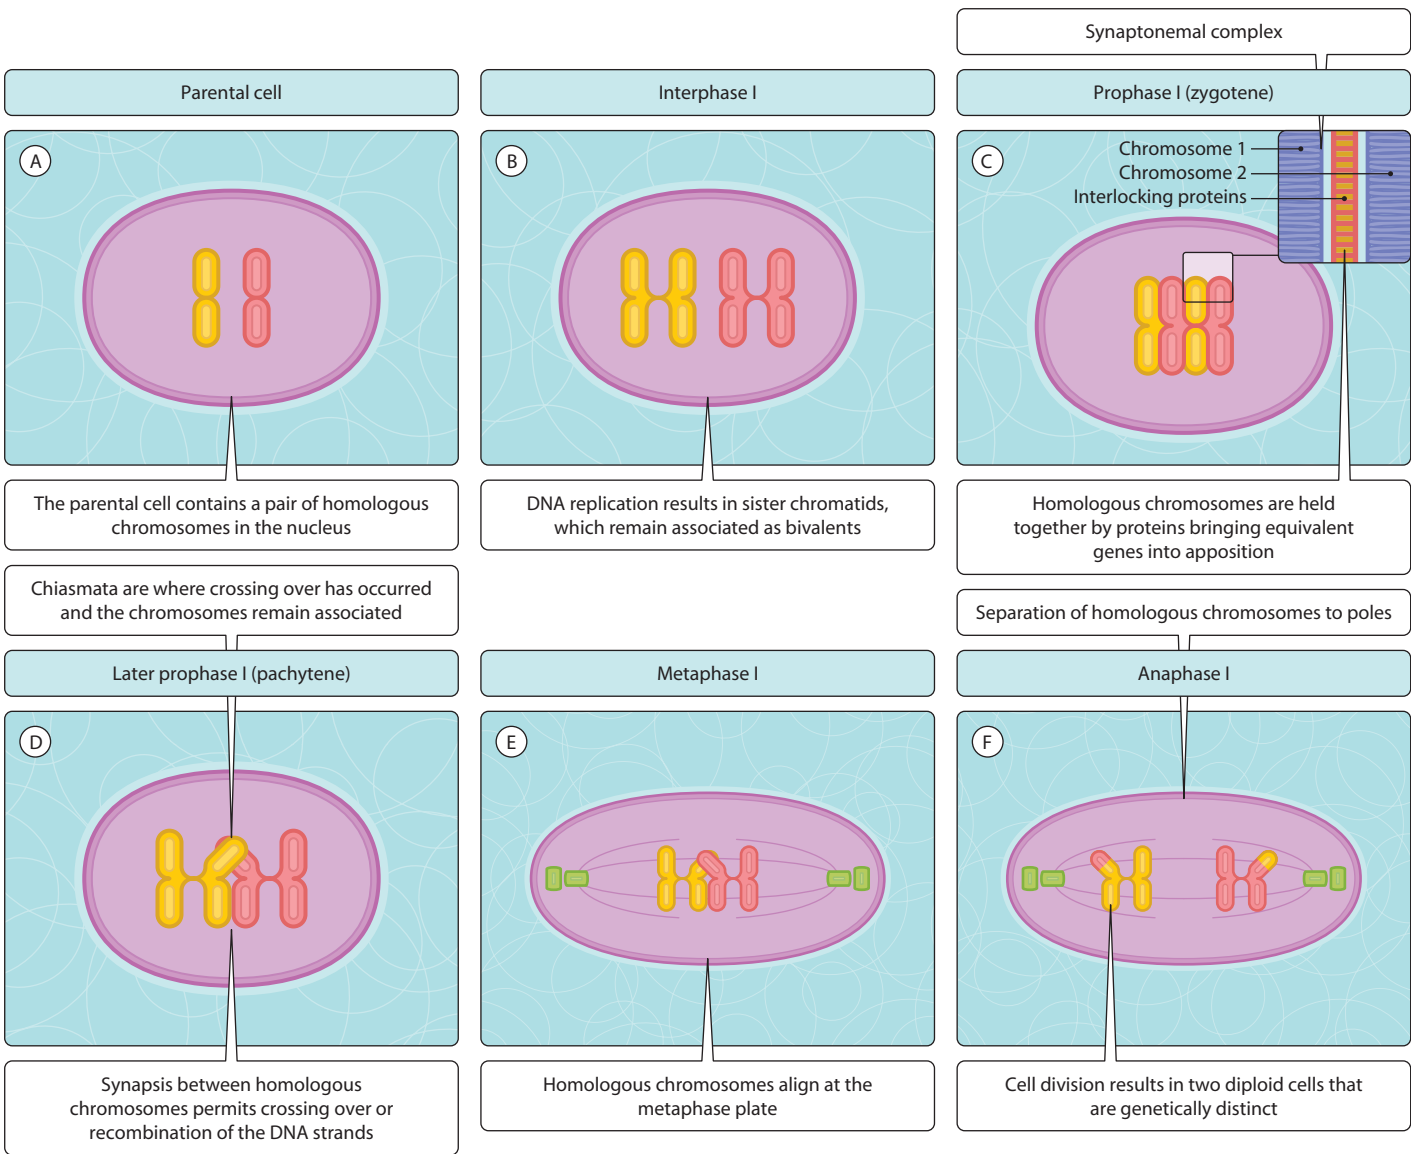 Synaptonemal complex
Parental cell
Interphase I
Prophase I (zygotene)
A
B
C
Chromosome 1
Chromosome 2
Interlocking proteins
The parental cell contains a pair of homologous
chromosomes in the nucleus
DNA replication results in sister chromatids,
which remain associated as bivalents
Homologous chromosomes are held
together by proteins bringing equivalent
genes into apposition
Chiasmata are where crossing over has occurred
and the chromosomes remain associated
Separation of homologous chromosomes to poles
Later prophase I (pachytene)
Metaphase I
Anaphase I
D
E
F
Synapsis between homologous
chromosomes permits crossing over or
recombination of the DNA strands
Homologous chromosomes align at the
metaphase plate
Cell division results in two diploid cells that
are genetically distinct